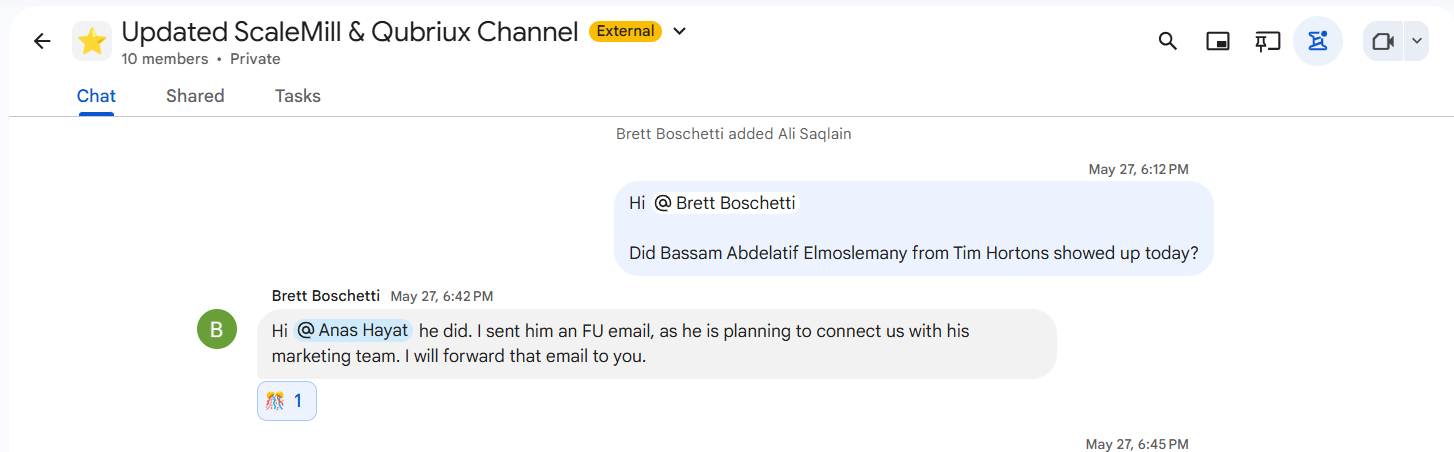 Updated ScaleMill & Qubriux Channel External
10 members • Private
Chat Shared Tasks
Brett Boschetti added Ali Saqlain
May 27, 6:12 PM
Hi @ Brett Boschetti
Did Bassam Abdelatif Elmoslemany from Tim Hortons showed up today?
Brett Boschetti May 27, 6:42 PM
B
Hi @ Anas Hayat he did. I sent him an FU email, as he is planning to connect us with his
marketing team. I will forward that email to you.
1
May 27, 6:45 PM